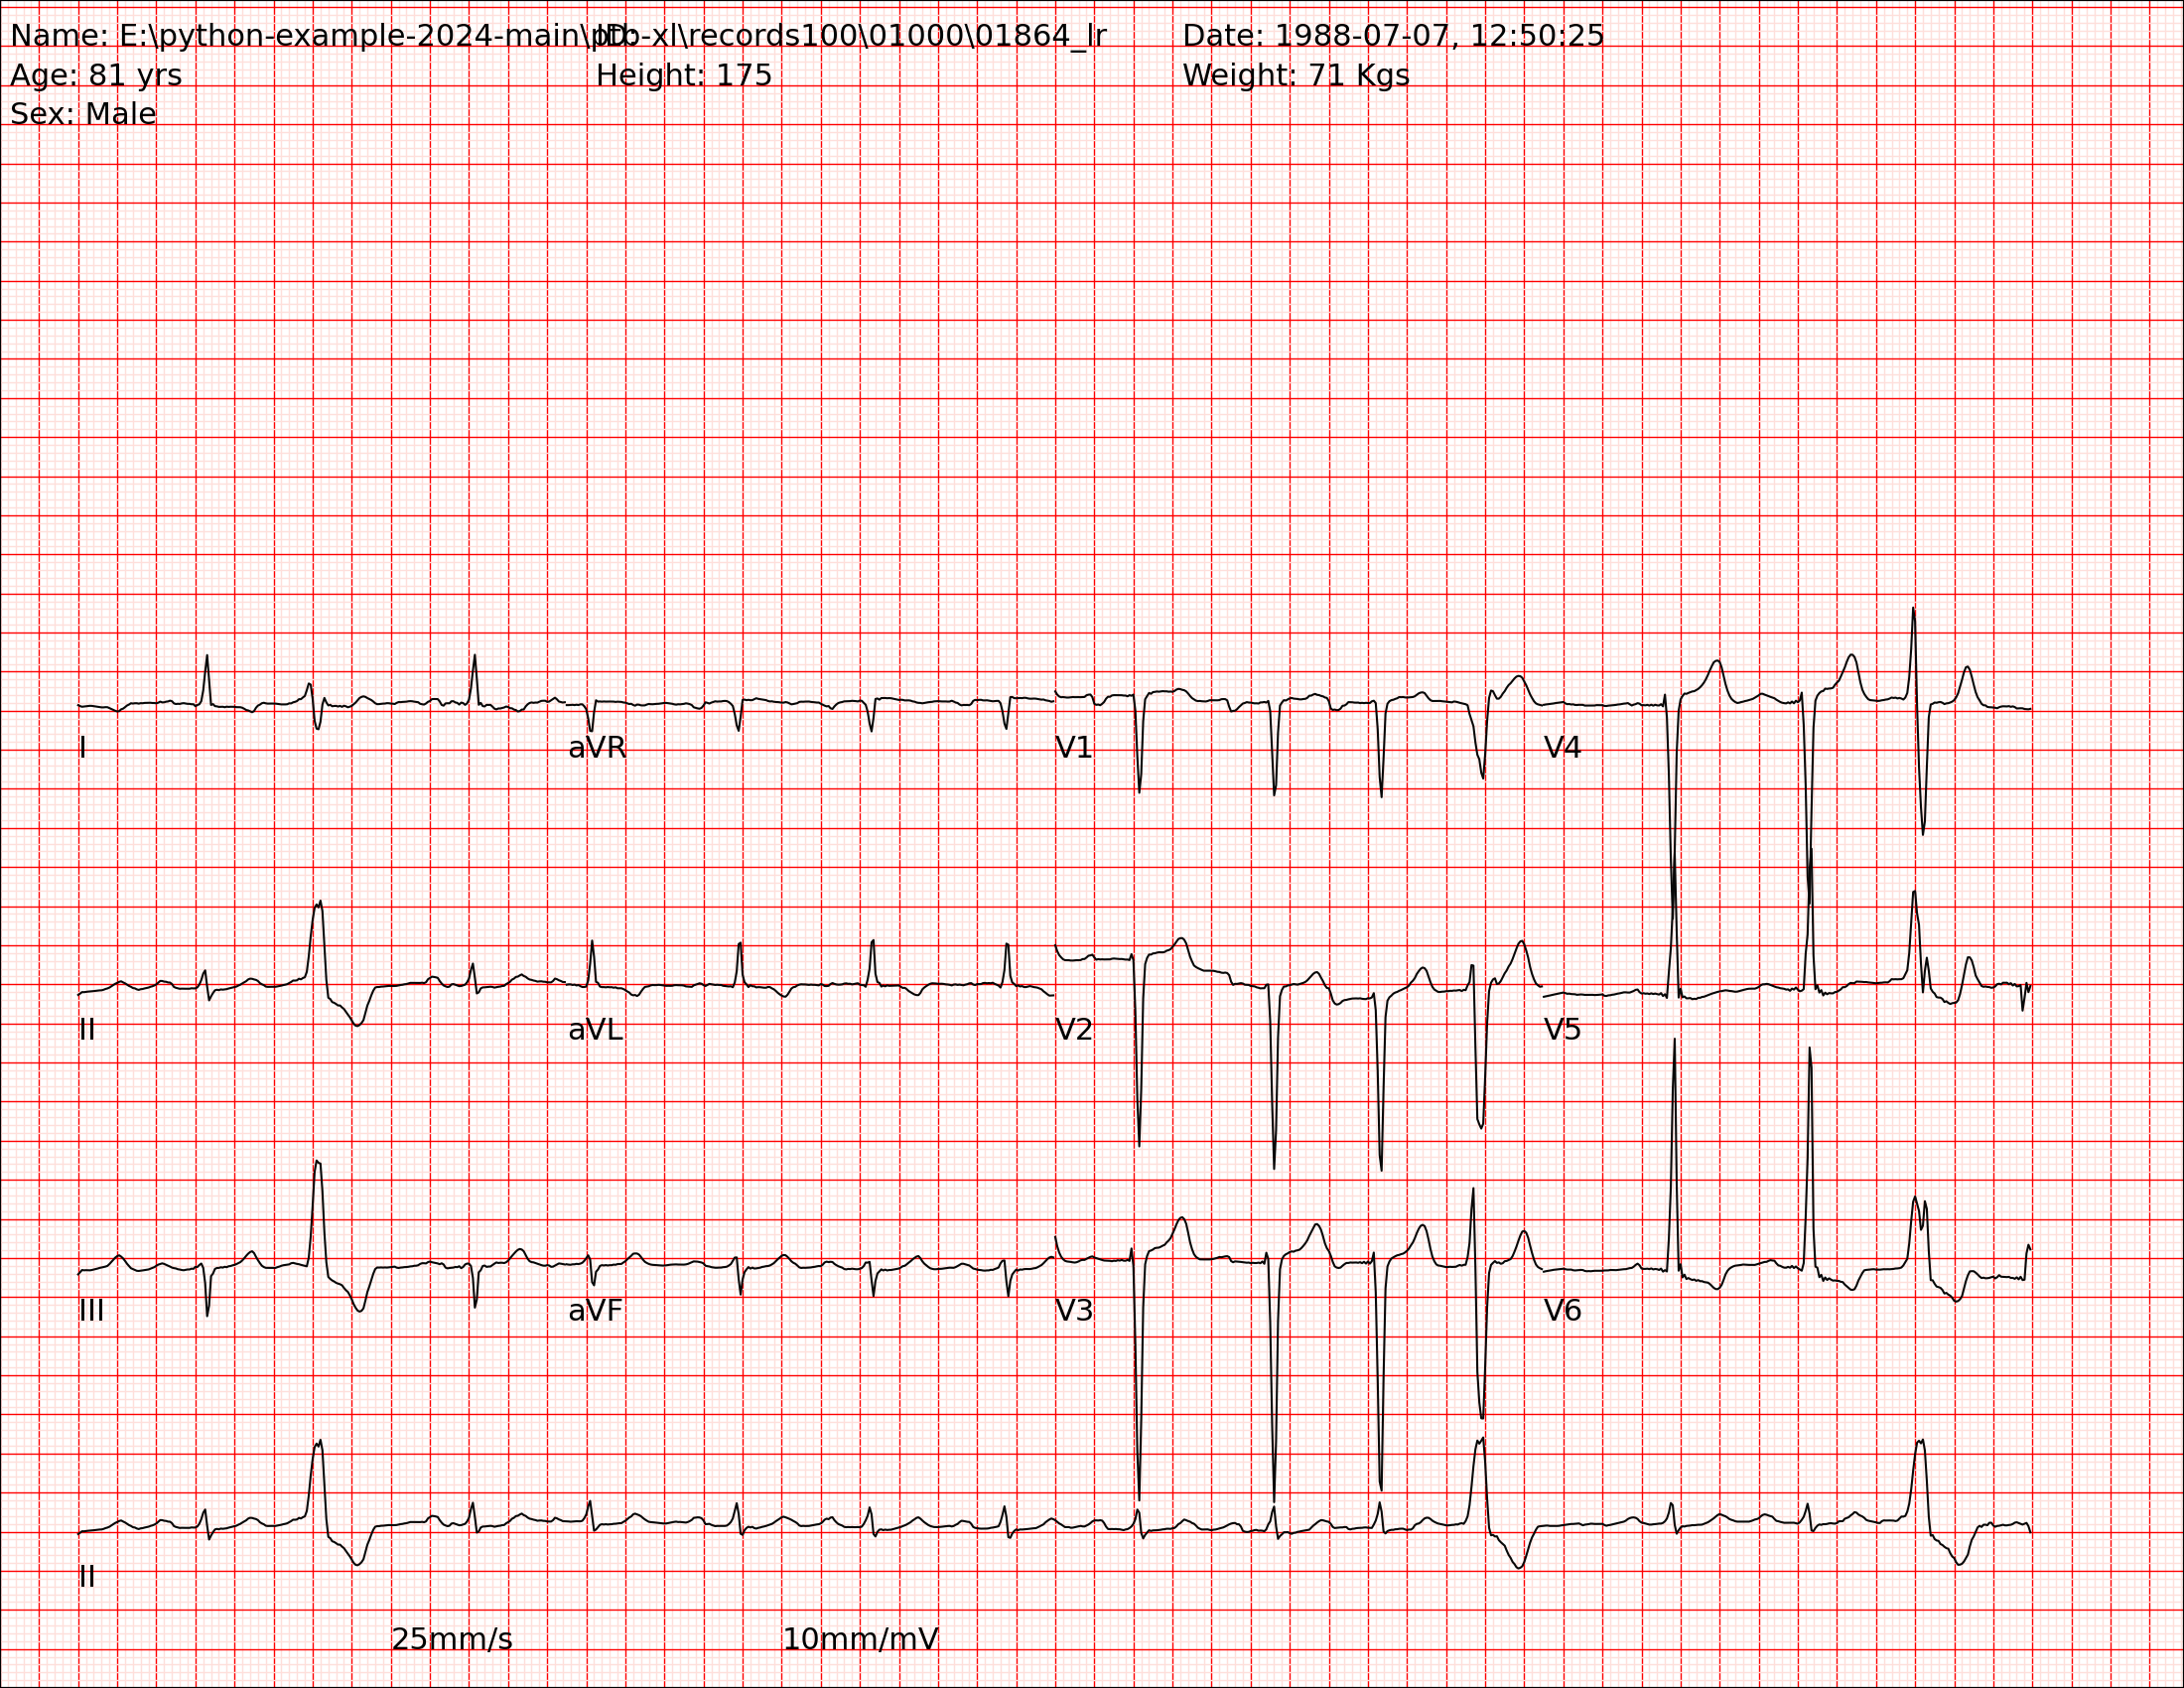 Name: E:\python-example-2024-main\ptb-xl\records100\01000\01864_lr ID: Date: 1988-07-07, 12:50:25
Age: 81 yrs Height: 175 Weight: 71 Kgs
Sex: Male
I aVR V1 V4
II aVL V2 V5
III aVF V3 V6
II
25mm/s 10mm/mV